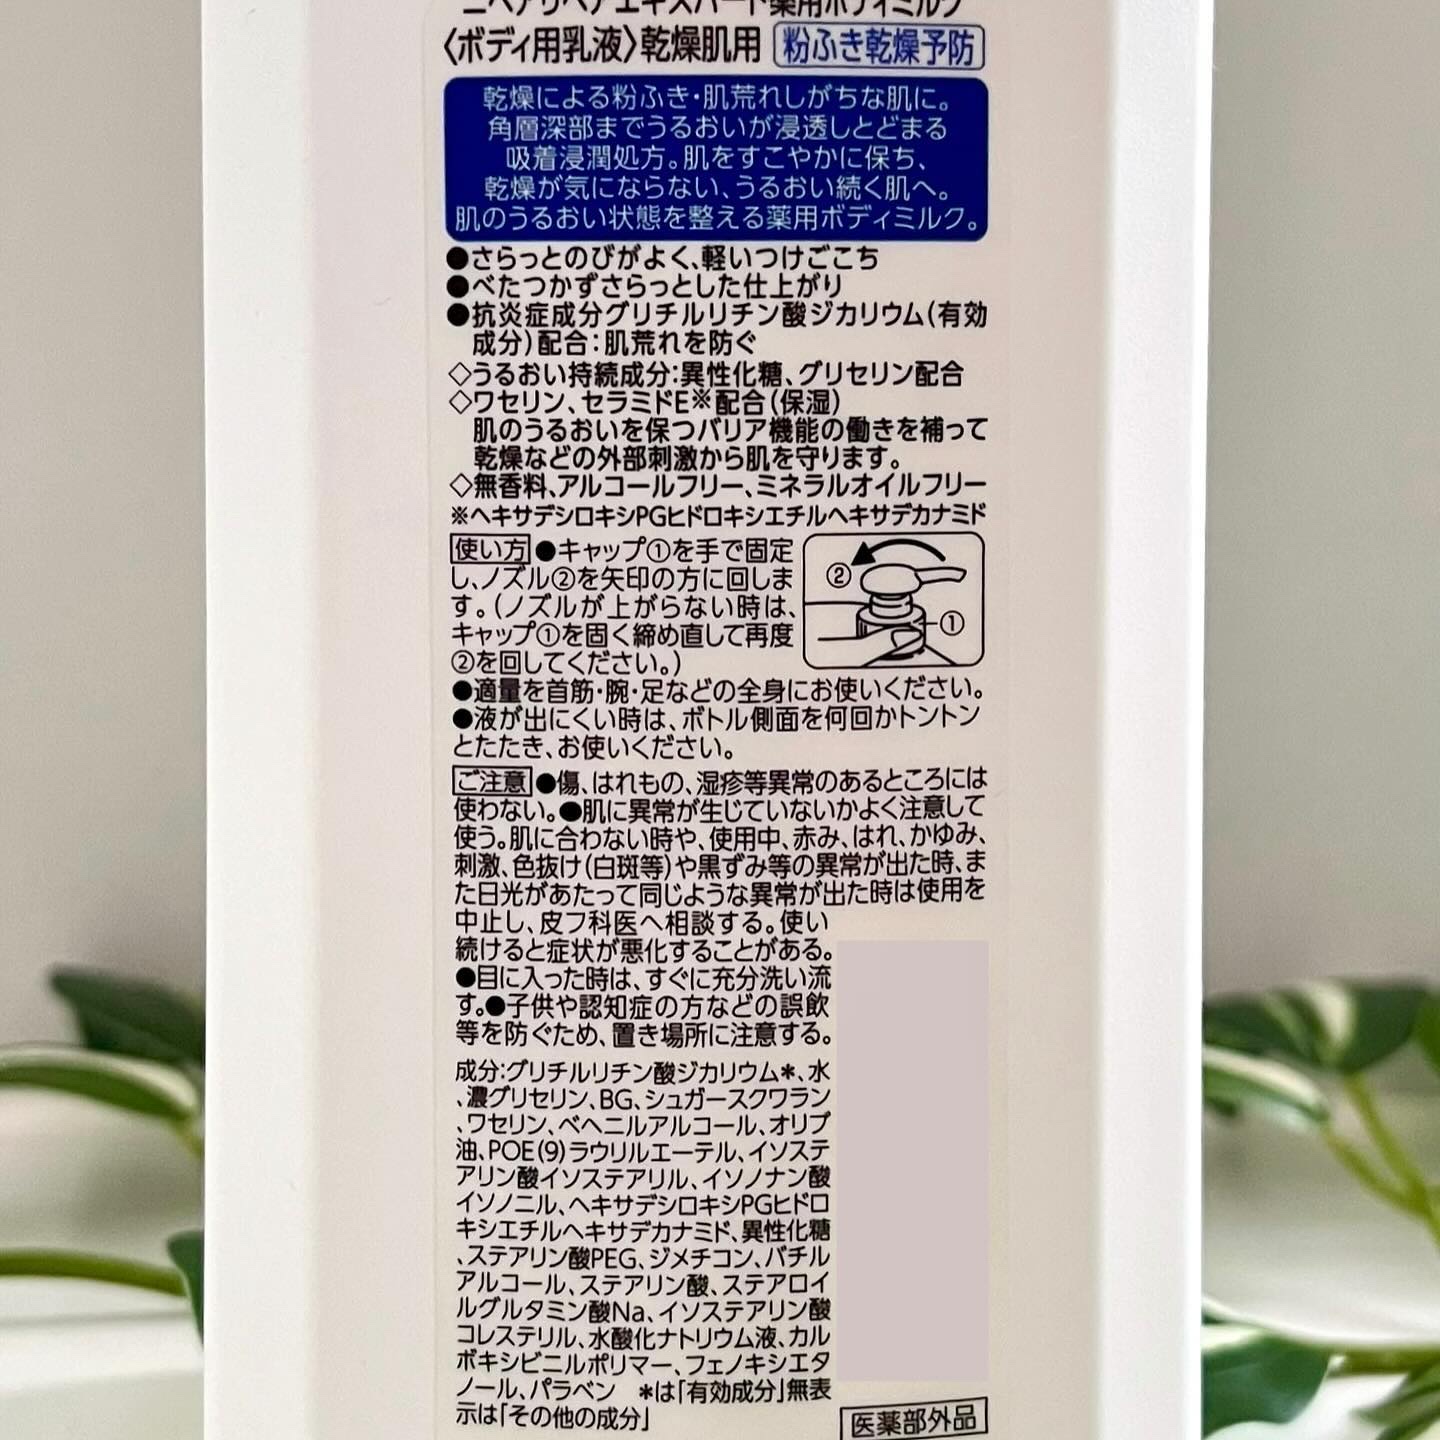 ニベアリペアエキスパート薬用ボディミルク
〈ボディ用乳液〉乾燥肌用 粉ふき乾燥予防
乾燥による粉ふき・肌荒れしがちな肌に。
角層深部までうるおいが浸透しとどまる
吸着浸潤処方。肌をすこやかに保ち、
乾燥が気にならない、うるおい続く肌へ。
肌のうるおい状態を整える薬用ボディミルク。
●さらっとのびがよく、軽いつけごこち
●べたつかずさらっとした仕上がり
●抗炎症成分グリチルリチン酸ジカリウム(有効
成分)配合:肌荒れを防ぐ
◇うるおい持続成分:異性化糖、グリセリン配合
◇ワセリン、セラミドE※配合(保湿)
肌のうるおいを保つバリア機能の働きを補って
乾燥などの外部刺激から肌を守ります。
◇無香料、アルコールフリー、ミネラルオイルフリー
※ヘキサデシロキシPGヒドロキシエチルヘキサデカナミド
使い方 ●キャップ①を手で固定
し、ノズル②を矢印の方に回しま
す。(ノズルが上がらない時は、
キャップ①を固く締め直して再度
②を回してください。)
② ①
●適量を首筋・腕・足などの全身にお使いください。
●液が出にくい時は、ボトル側面を何回かトントン
とたたき、お使いください。
ご注意 ●傷、はれもの、湿疹等異常のあるところには
使わない。●肌に異常が生じていないかよく注意して
使う。肌に合わない時や、使用中、赤み、はれ、かゆみ、
刺激、色抜け(白斑等)や黒ずみ等の異常が出た時、ま
た日光があたって同じような異常が出た時は使用を
中止し、皮フ科医へ相談する。使い
続けると症状が悪化することがある。
●目に入った時は、すぐに充分洗い流
す。●子供や認知症の方などの誤飲
等を防ぐため、置き場所に注意する。
成分:グリチルリチン酸ジカリウム*、水
、濃グリセリン、BG、シュガースクワラン
、ワセリン、ベヘニルアルコール、オリブ
油、POE(9)ラウリルエーテル、イソステ
アリン酸イソステアリル、イソノナン酸
イソノニル、ヘキサデシロキシPGヒドロ
キシエチルヘキサデカナミド、異性化糖
、ステアリン酸PEG、ジメチコン、バチル
アルコール、ステアリン酸、ステアロイ
ルグルタミン酸Na、イソステアリン酸
コレステリル、水酸化ナトリウム液、カル
ボキシビニルポリマー、フェノキシエタ
ノール、パラベン *は「有効成分」無表
示は「その他の成分」
医薬部外品